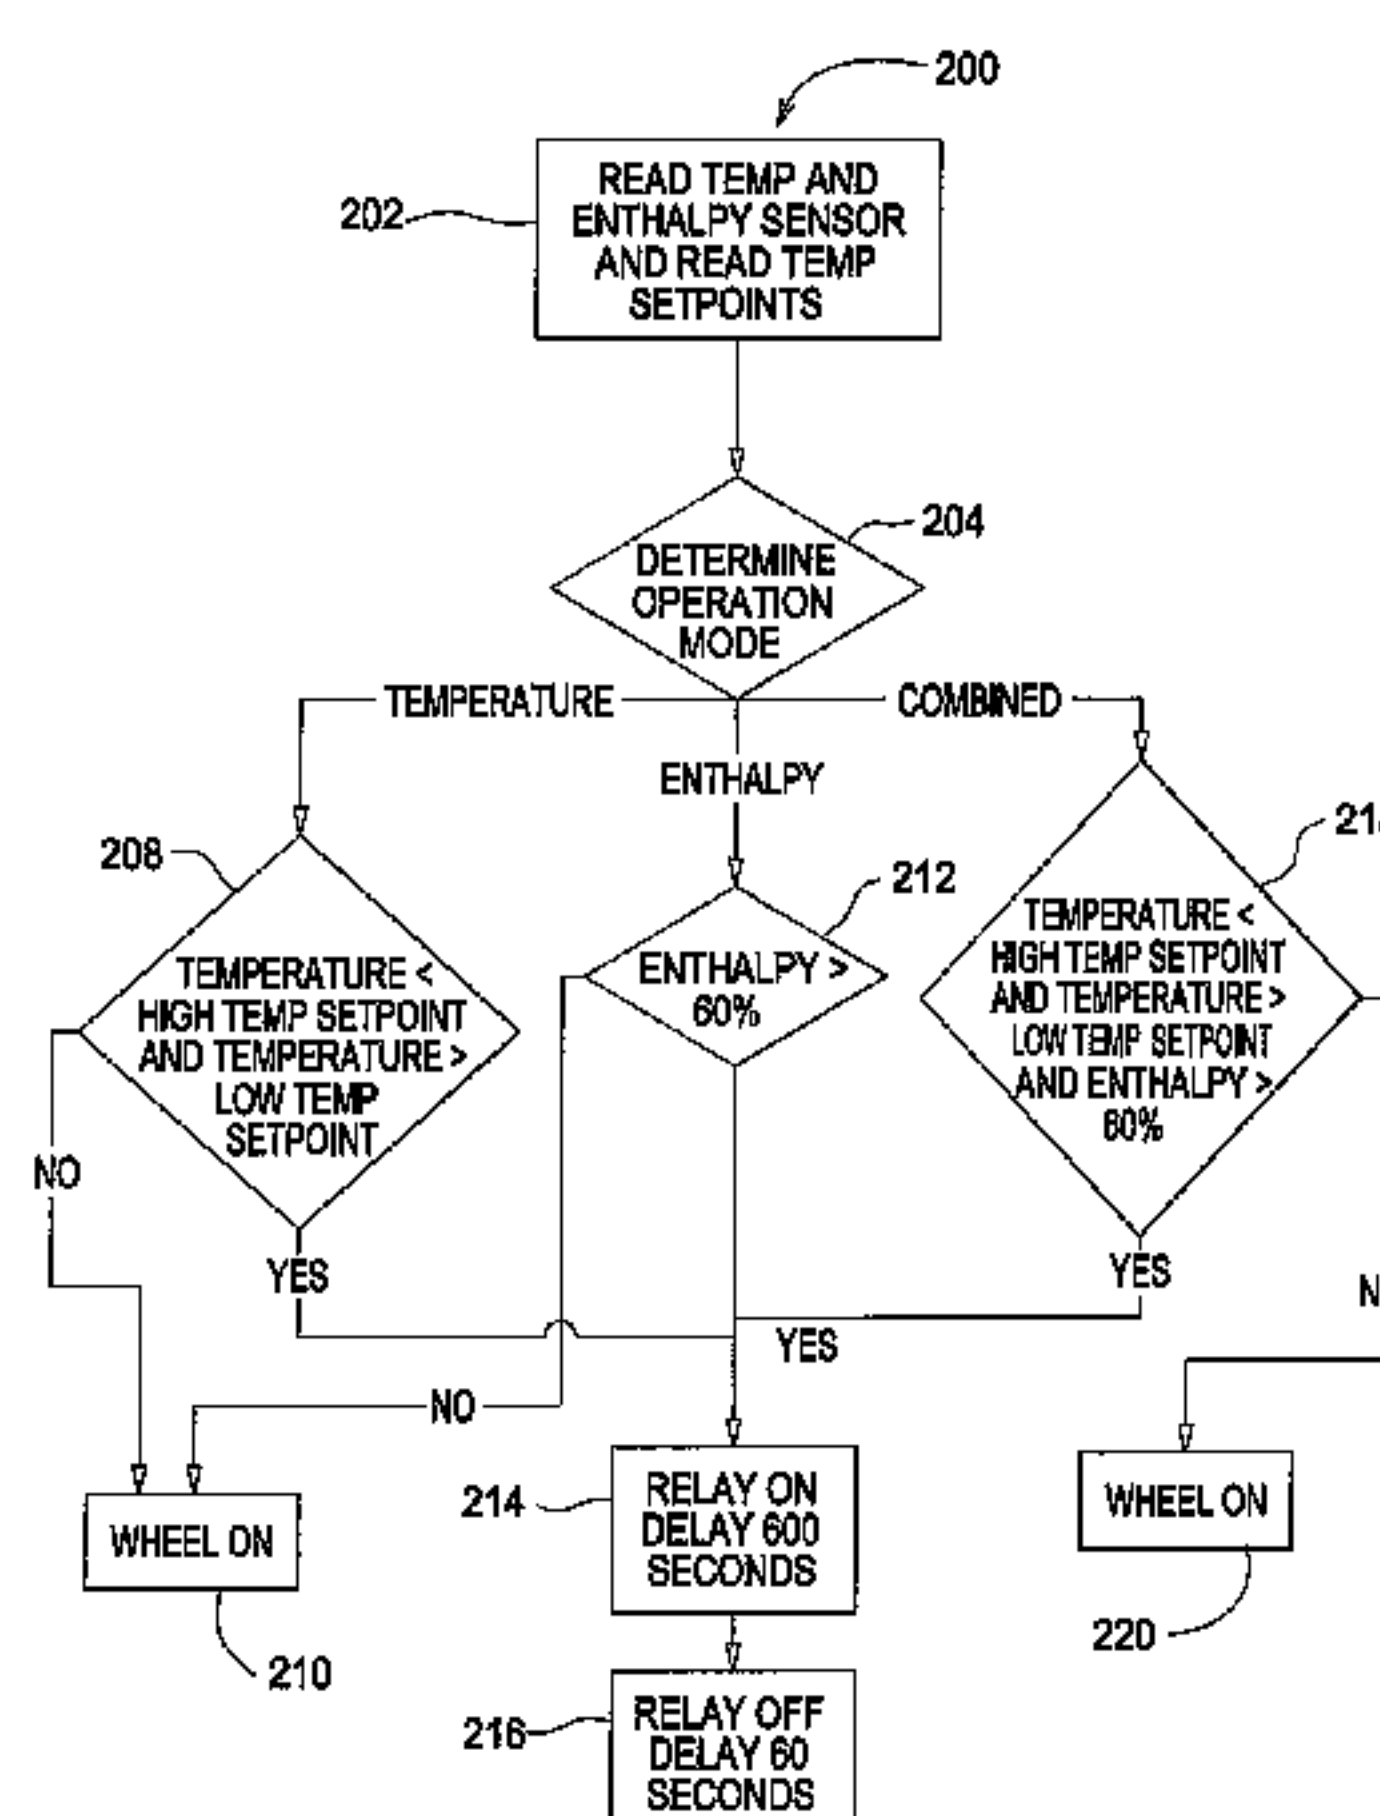 200
READ TEMP AND
ENTHALPY SENSOR
AND READ TEMP
SETPOINTS
202
204
DETERMINE
OPERATION
MODE
TEMPERATURE
COMBINED
ENTHALPY
208
212
TEMPERATURE <
HIGH TEMP SETPOINT
AND TEMPERATURE >
LOW TEMP
SETPOINT
ENTHALPY >
60%
TEMPERATURE <
HIGH TEMP SETPOINT
AND TEMPERATURE >
LOW TEMP SETPOINT
AND ENTHALPY >
60%
NO
YES
YES
YES
NO
WHEEL ON
210
214
RELAY ON
DELAY 600
SECONDS
WHEEL ON
220
216
RELAY OFF
DELAY 60
SECONDS